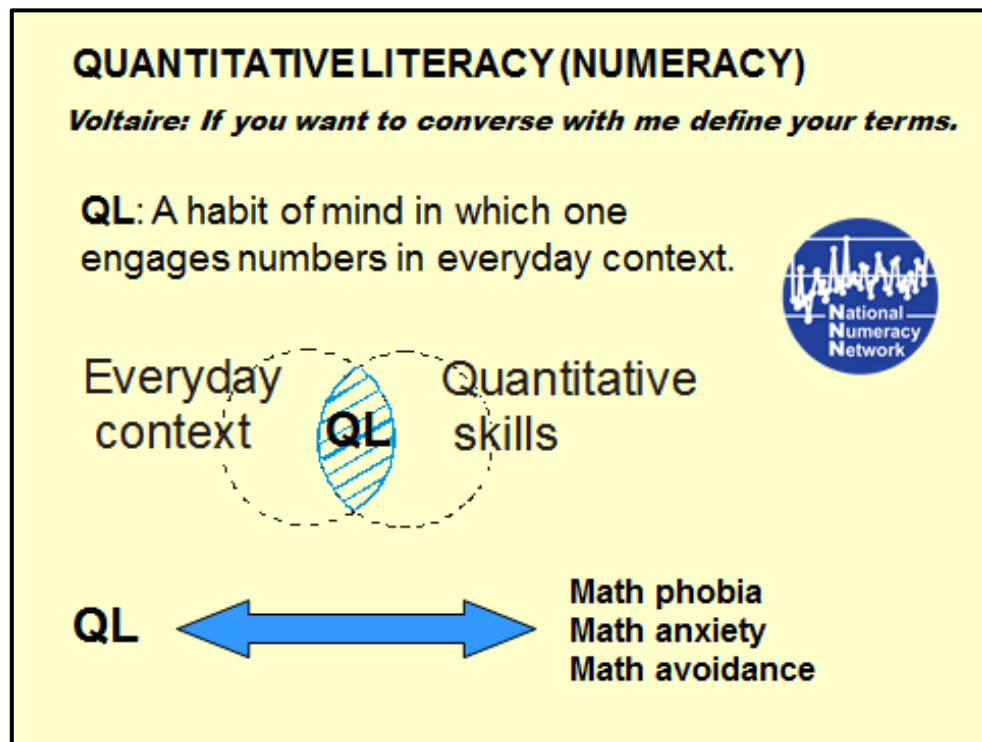 QUANTITATIVE LITERACY (NUMERACY)
Voltaire: If you want to converse with me define your terms.
QL: A habit of mind in which one
engages numbers in everyday context.
National
Numeracy
Network
Everyday
context
QL
Quantitative
skills
QL
Math phobia
Math anxiety
Math avoidance